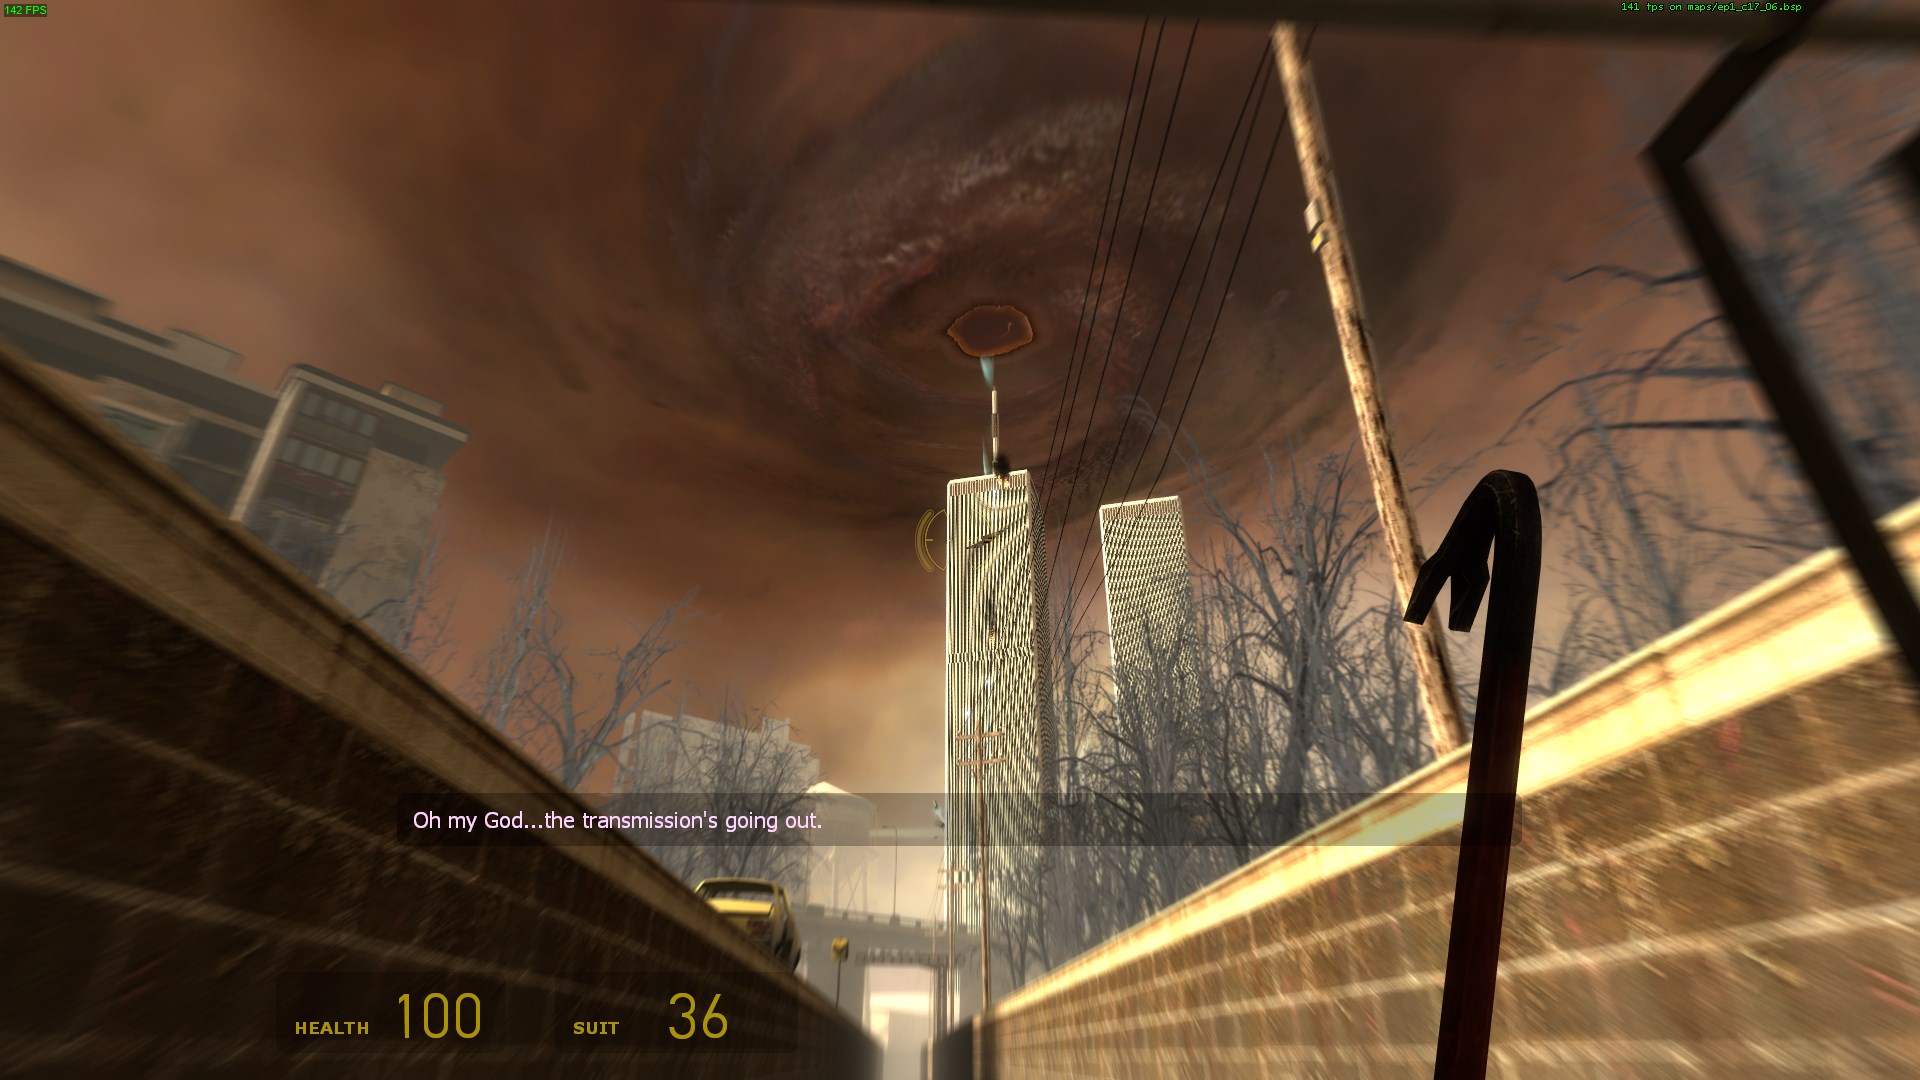 142 FPS
141 fps on maps/ep1_c17_06.bsp
Oh my God...the transmission's going out.
HEALTH 100 SUIT 36